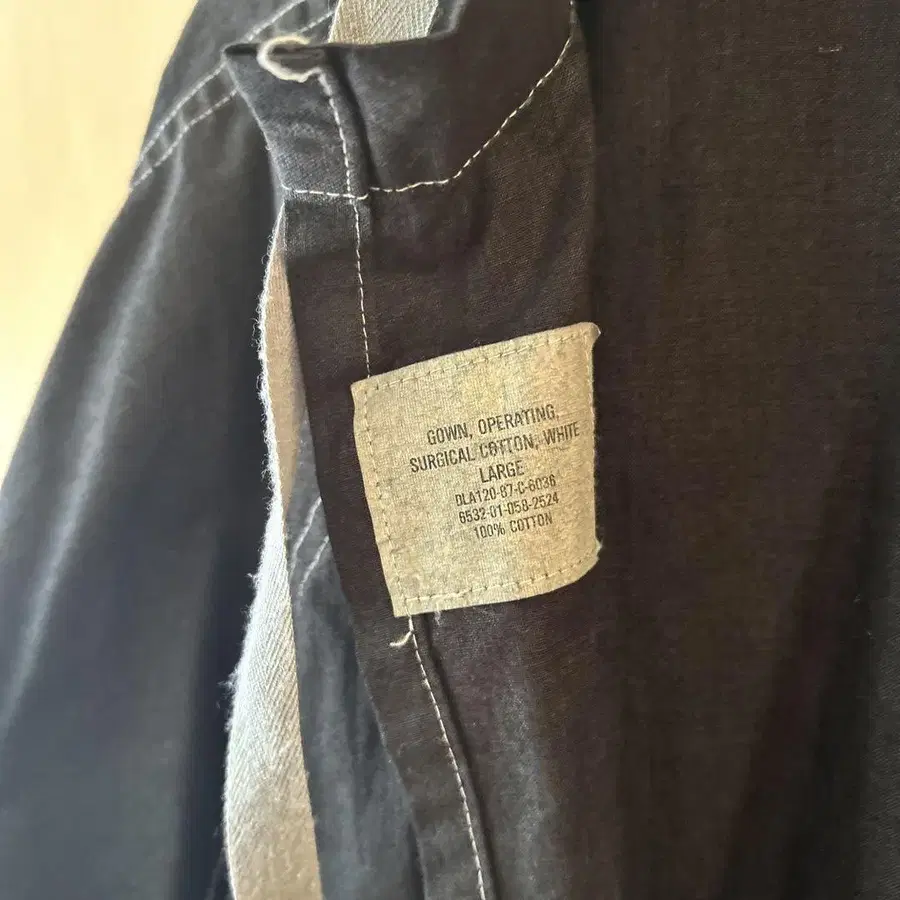 GOWN, OPERATING,
SURGICAL COTTON, WHITE
LARGE
DLA120-87-C-6036
6532-01-058-2524
100% COTTON